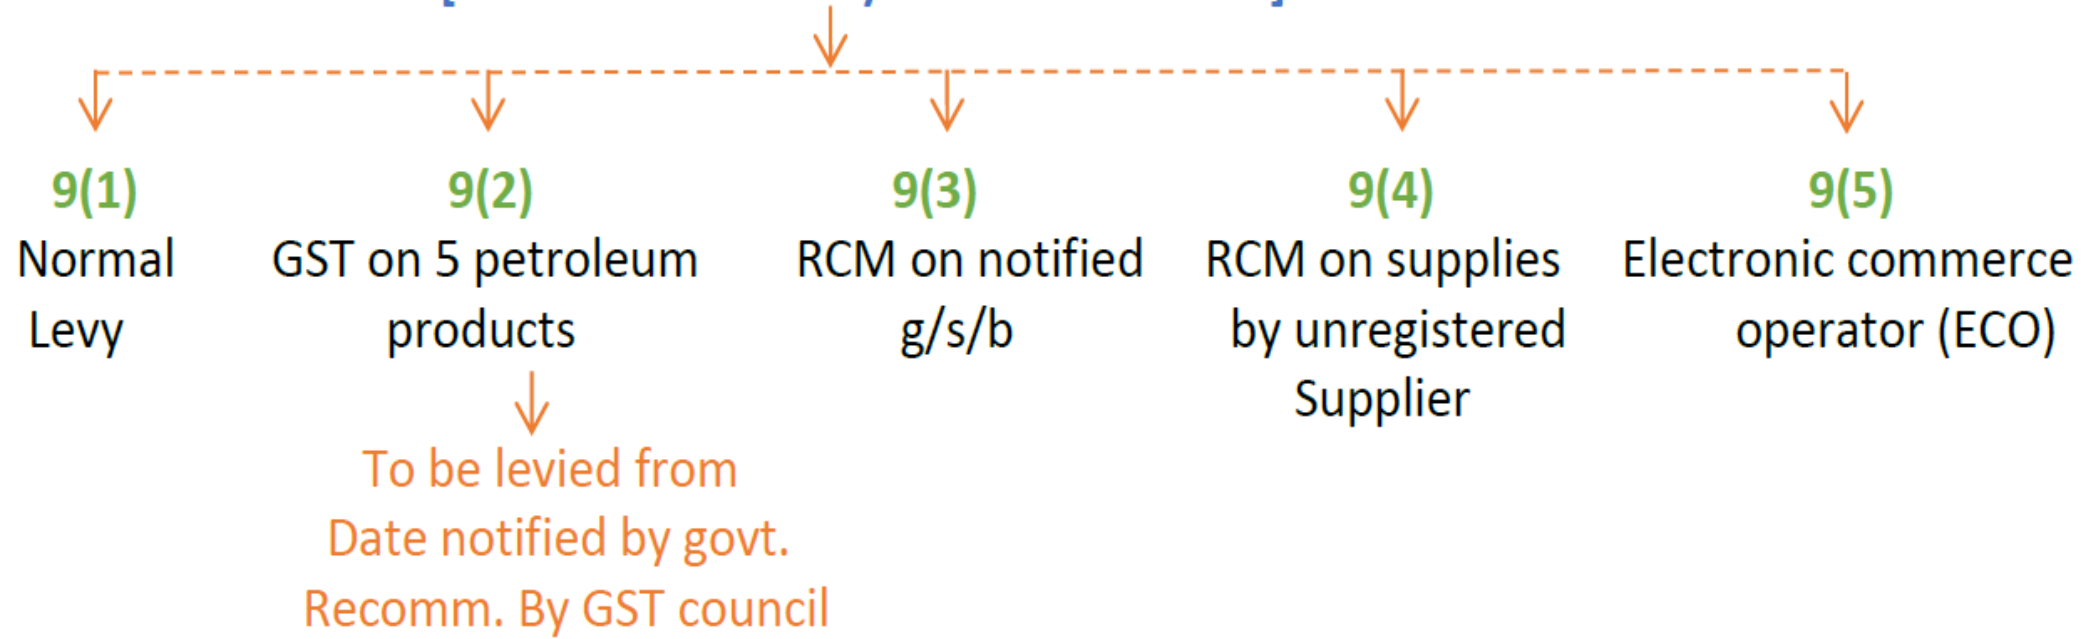 9(1)
Normal
Levy
9(2)
GST on 5 petroleum
products
To be levied from
Date notified by govt.
Recomm. By GST council
9(3)
RCM on notified
g/s/b
9(4)
RCM on supplies
by unregistered
Supplier
9(5)
Electronic commerce
operator (ECO)